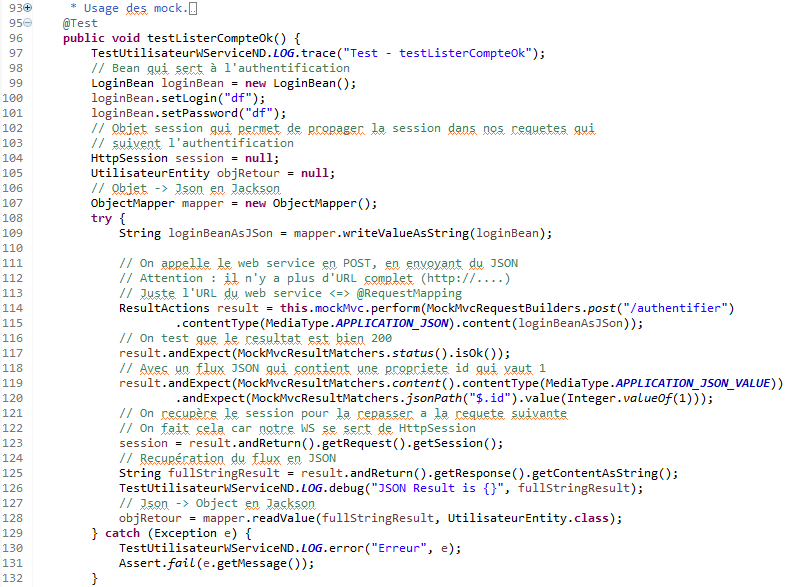 93 * Usage des mock.
95 @Test
96 public void testListerCompteOk() {
97 TestUtilisateurWServiceND.LOG.trace("Test - testListerCompteOk");
98 // Bean qui sert à l'authentification
99 LoginBean loginBean = new LoginBean();
100 loginBean.setLogin("df");
101 loginBean.setPassword("df");
102 // Objet session qui permet de propager la session dans nos requetes qui
103 // suivent l'authentification
104 HttpSession session = null;
105 UtilisateurEntity objRetour = null;
106 // Objet -> Json en Jackson
107 ObjectMapper mapper = new ObjectMapper();
108 try {
109 String loginBeanAsJSon = mapper.writeValueAsString(loginBean);
110
111 // On appelle le web service en POST, en envoyant du JSON
112 // Attention : il n'y a plus d'URL complet (http://....)
113 // Juste l'URL du web service <=> @RequestMapping
114 ResultActions result = this.mockMvc.perform(MockMvcRequestBuilders.post("/authentifier")
115 .contentType(MediaType.APPLICATION_JSON).content(loginBeanAsJSon));
116 // On test que le resultat est bien 200
117 result.andExpect(MockMvcResultMatchers.status().isOk());
118 // Avec un flux JSON qui contient une propriete id qui vaut 1
119 result.andExpect(MockMvcResultMatchers.content().contentType(MediaType.APPLICATION_JSON_VALUE))
120 .andExpect(MockMvcResultMatchers.jsonPath("$.id").value(Integer.valueOf(1)));
121 // On recupère le session pour la repasser a la requete suivante
122 // On fait cela car notre WS se sert de HttpSession
123 session = result.andReturn().getRequest().getSession();
124 // Recupération du flux en JSON
125 String fullStringResult = result.andReturn().getResponse().getContentAsString();
126 TestUtilisateurWServiceND.LOG.debug("JSON Result is {}", fullStringResult);
127 // Json -> Object en Jackson
128 objRetour = mapper.readValue(fullStringResult, UtilisateurEntity.class);
129 } catch (Exception e) {
130 TestUtilisateurWServiceND.LOG.error("Erreur", e);
131 Assert.fail(e.getMessage());
132 }